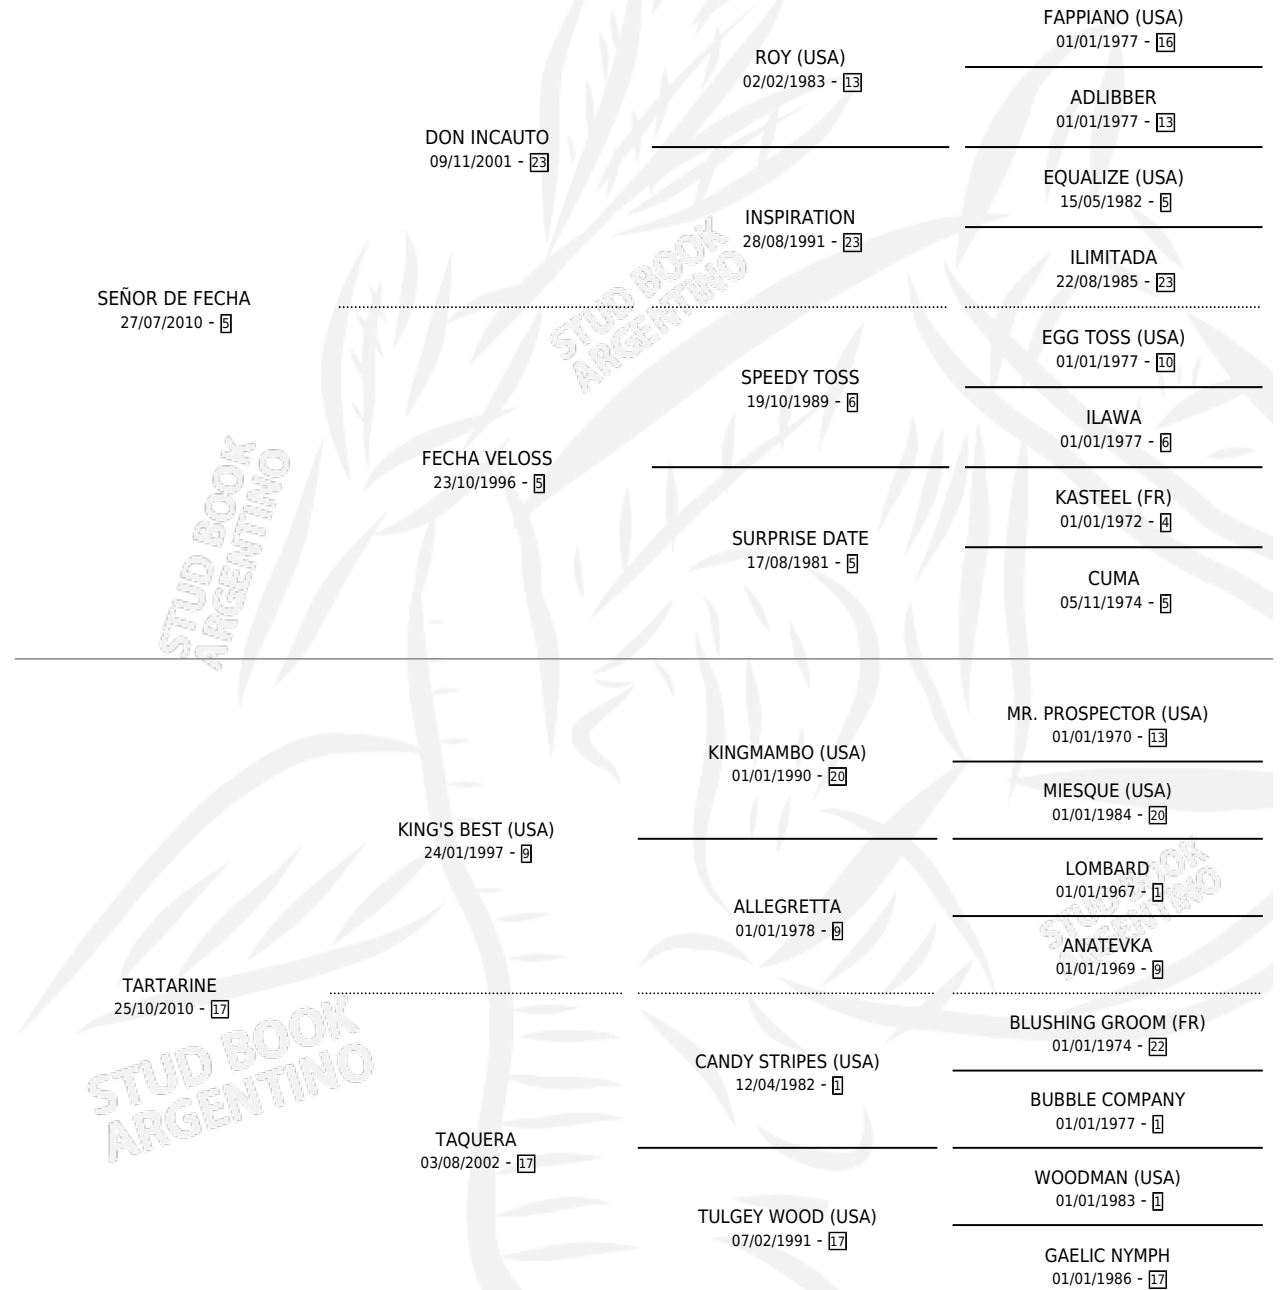 FAPPIANO (USA)
01/01/1977 - 16
ROY (USA)
02/02/1983 - 13
ADLIBBER
01/01/1977 - 13
DON INCAUTO
09/11/2001 - 23
EQUALIZE (USA)
15/05/1982 - 5
INSPIRATION
28/08/1991 - 23
ILIMITADA
22/08/1985 - 23
SEÑOR DE FECHA
27/07/2010 - 5
EGG TOSS (USA)
01/01/1977 - 10
SPEEDY TOSS
19/10/1989 - 6
ILAWA
01/01/1977 - 6
FECHA VELOSS
23/10/1996 - 5
KASTEEL (FR)
01/01/1972 - 4
SURPRISE DATE
17/08/1981 - 5
CUMA
05/11/1974 - 5
MR. PROSPECTOR (USA)
01/01/1970 - 13
KINGMAMBO (USA)
01/01/1990 - 20
MIESQUE (USA)
01/01/1984 - 20
KING'S BEST (USA)
24/01/1997 - 9
LOMBARD
01/01/1967 - 1
ALLEGRETTA
01/01/1978 - 9
ANATEVKA
01/01/1969 - 9
TARTARINE
25/10/2010 - 17
BLUSHING GROOM (FR)
01/01/1974 - 22
CANDY STRIPES (USA)
12/04/1982 - 1
BUBBLE COMPANY
01/01/1977 - 1
TAQUERA
03/08/2002 - 17
WOODMAN (USA)
01/01/1983 - 1
TULGEY WOOD (USA)
07/02/1991 - 17
GAELIC NYMPH
01/01/1986 - 17
STUD BOOK
ARGENTINO
STUD BOOK
ARGENTINO
STUD BOOK
ARGENTINO
STUD BOOK
ARGENTINO